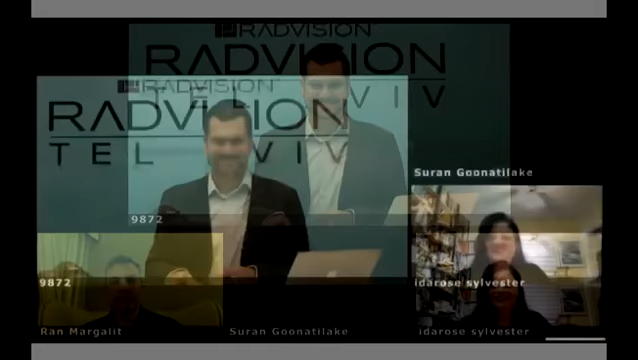 RADVISION
RADVISION
RADVISION
TEL AVIV
RADVISION
TEL AVIV
Suran Goonatilake
9872
9872
idarose sylvester
Ran Margalit
Suran Goonatilake
idarose sylvester